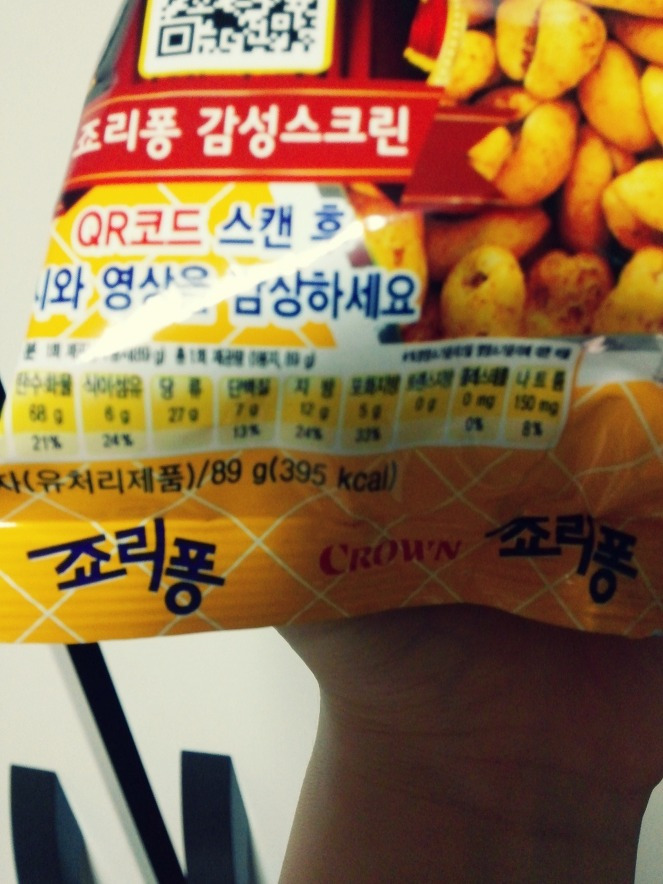 죠리퐁 감성스크린
QR코드 스캔 후
시와 영상을 감상하세요
탄수화물 식이섬유 당 류 단백질 지 방 포화지방 트랜스지방 콜레스테롤 나 트 륨
68 g 6 g 27 g 7 g 12 g 5 g 0 g 0 mg 150 mg
21% 24% 13% 24% 33% 0% 8%
자(유처리제품)/89 g(395 kcal)
죠리퐁 CROWN 죠리퐁